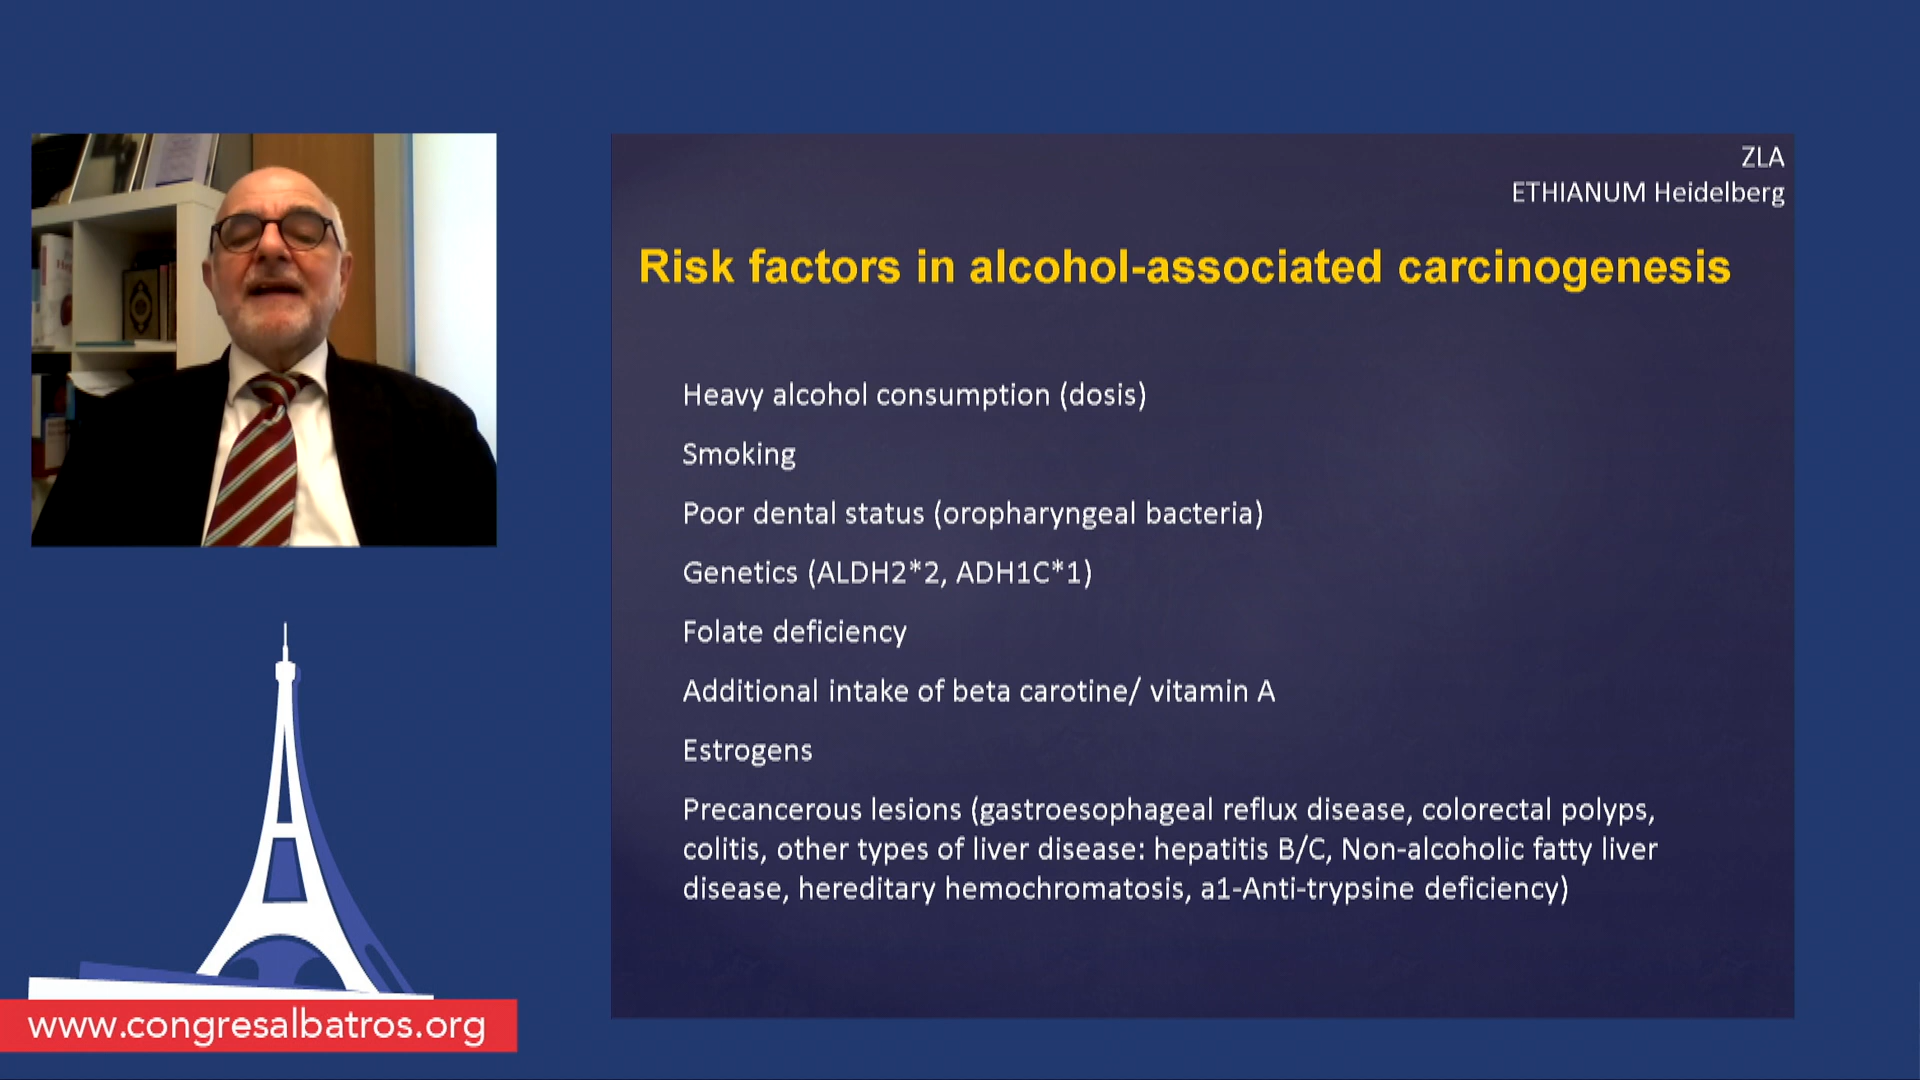 ZLA
ETHIANUM Heidelberg
Risk factors in alcohol-associated carcinogenesis
Heavy alcohol consumption (dosis)
Smoking
Poor dental status (oropharyngeal bacteria)
Genetics (ALDH2*2, ADH1C*1)
Folate deficiency
Additional intake of beta carotine/ vitamin A
Estrogens
Precancerous lesions (gastroesophageal reflux disease, colorectal polyps,
colitis, other types of liver disease: hepatitis B/C, Non-alcoholic fatty liver
disease, hereditary hemochromatosis, a1-Anti-trypsine deficiency)
www.congresalbatros.org